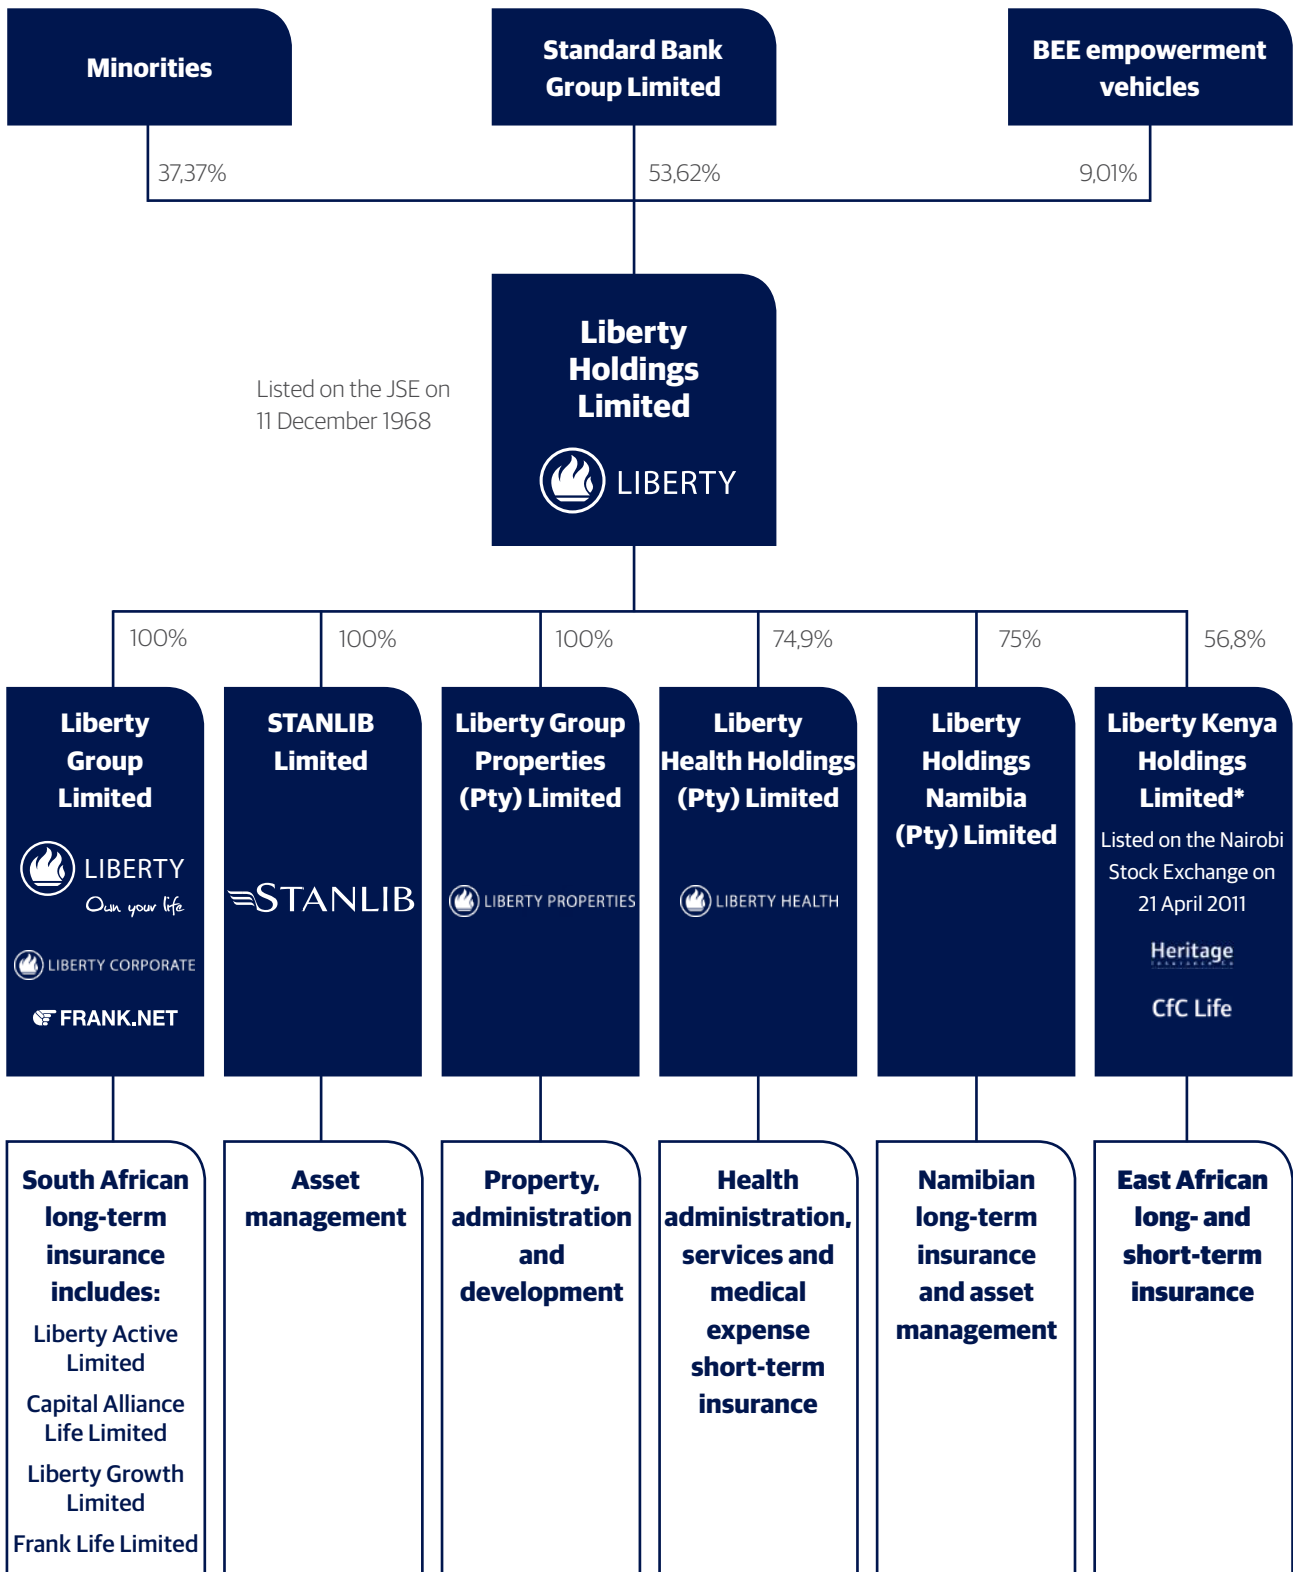 Minorities
Standard Bank
Group Limited
BEE empowerment
vehicles
37,37%
53,62%
9,01%
Liberty
Holdings
Limited
LIBERTY
Listed on the JSE on
11 December 1968
100%
100%
100%
74,9%
75%
56,8%
Liberty
Group
Limited
LIBERTY
Own your life
LIBERTY CORPORATE
FRANK.NET
STANLIB
Limited
STANLIB
Liberty Group
Properties
(Pty) Limited
LIBERTY PROPERTIES
Liberty
Health Holdings
(Pty) Limited
LIBERTY HEALTH
Liberty
Holdings
Namibia
(Pty) Limited
Liberty Kenya
Holdings
Limited*
Listed on the Nairobi
Stock Exchange on
21 April 2011
Heritage
Insurance Co
CfC Life
South African
long-term
insurance
includes:
Liberty Active
Limited
Capital Alliance
Life Limited
Liberty Growth
Limited
Frank Life Limited
Asset
management
Property,
administration
and
development
Health
administration,
services and
medical
expense
short-term
insurance
Namibian
long-term
insurance
and asset
management
East African
long- and
short-term
insurance